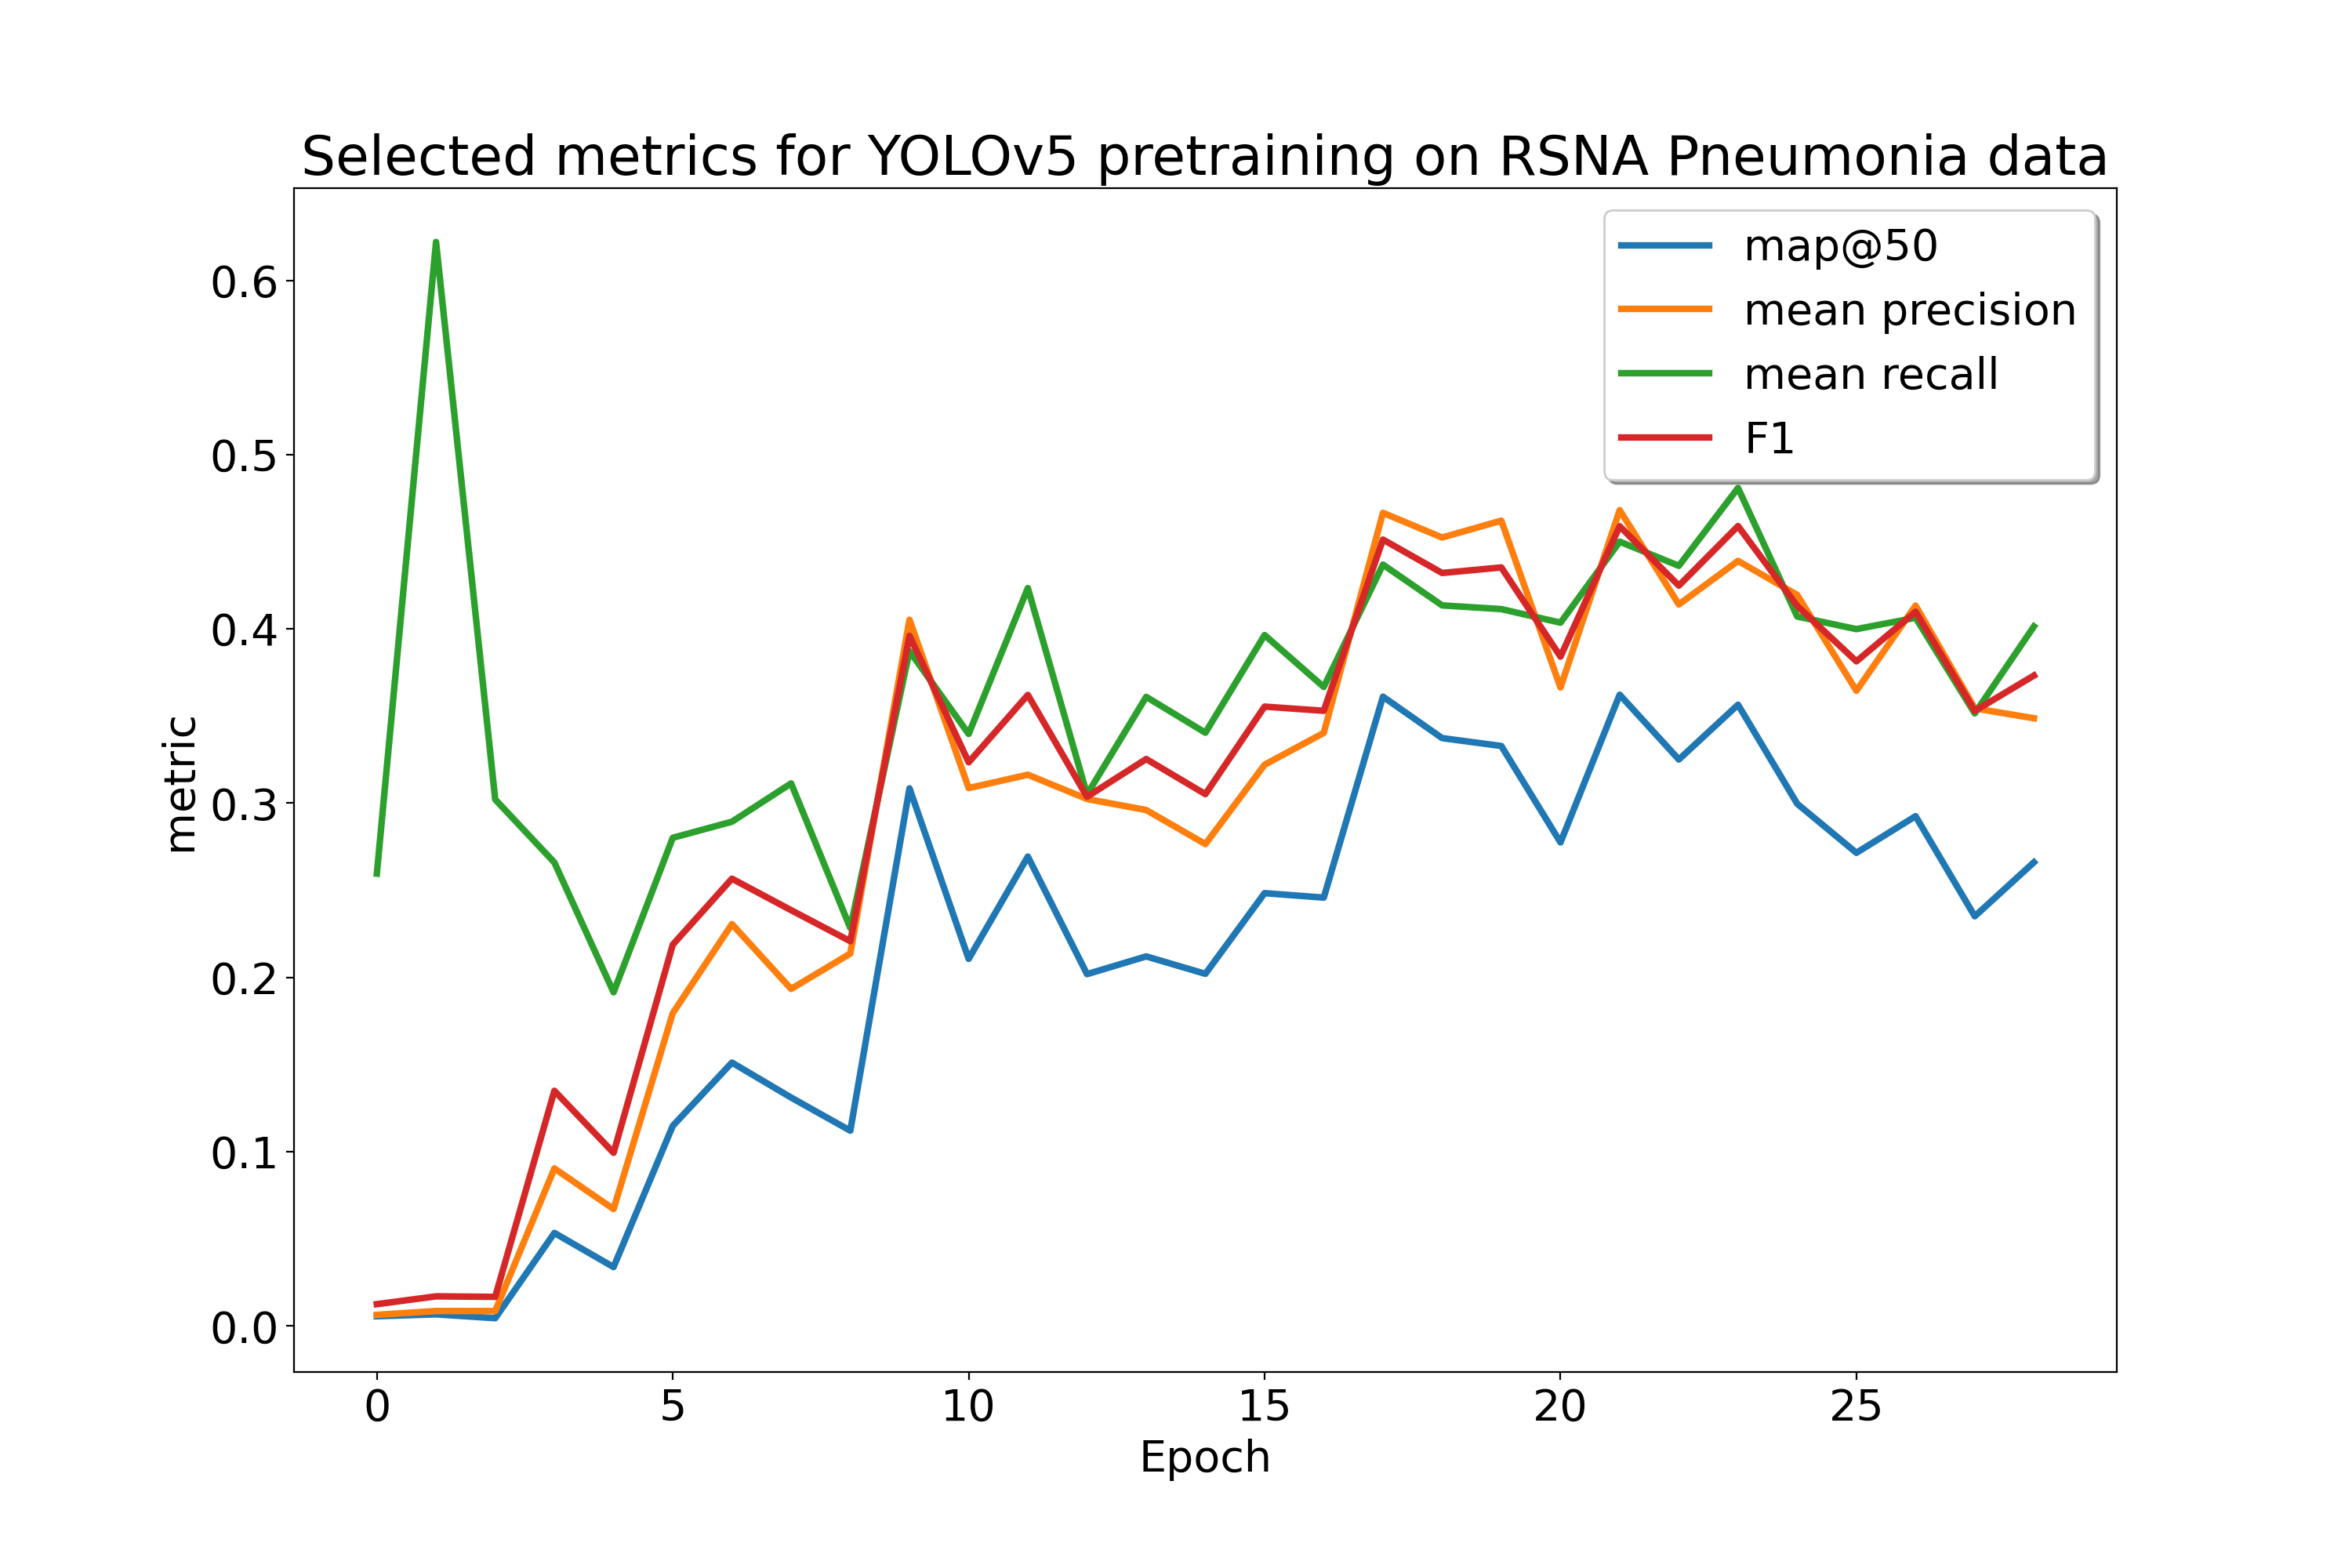 Selected metrics for YOLOv5 pretraining on RSNA Pneumonia data
map@50
mean precision
mean recall
F1
metric
0.6
0.5
0.4
0.3
0.2
0.1
0.0
0 5 10 15 20 25
Epoch